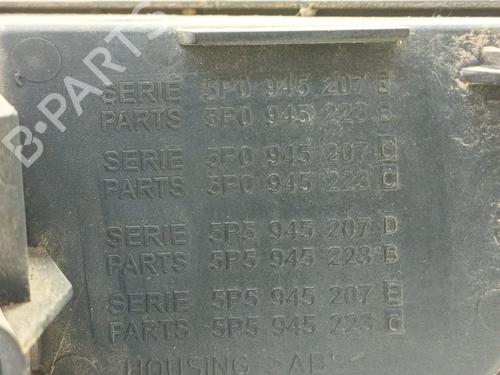 SERIE 5P0 945 207 B
PARTS 5P0 945 223 B
SERIE 5P0 945 207 C
PARTS 5P0 945 223 C
SERIE 5P5 945 207 D
PARTS 5P5 945 223 B
SERIE 5P5 945 207 E
PARTS 5P5 945 223 C
HOUSING >ABS<